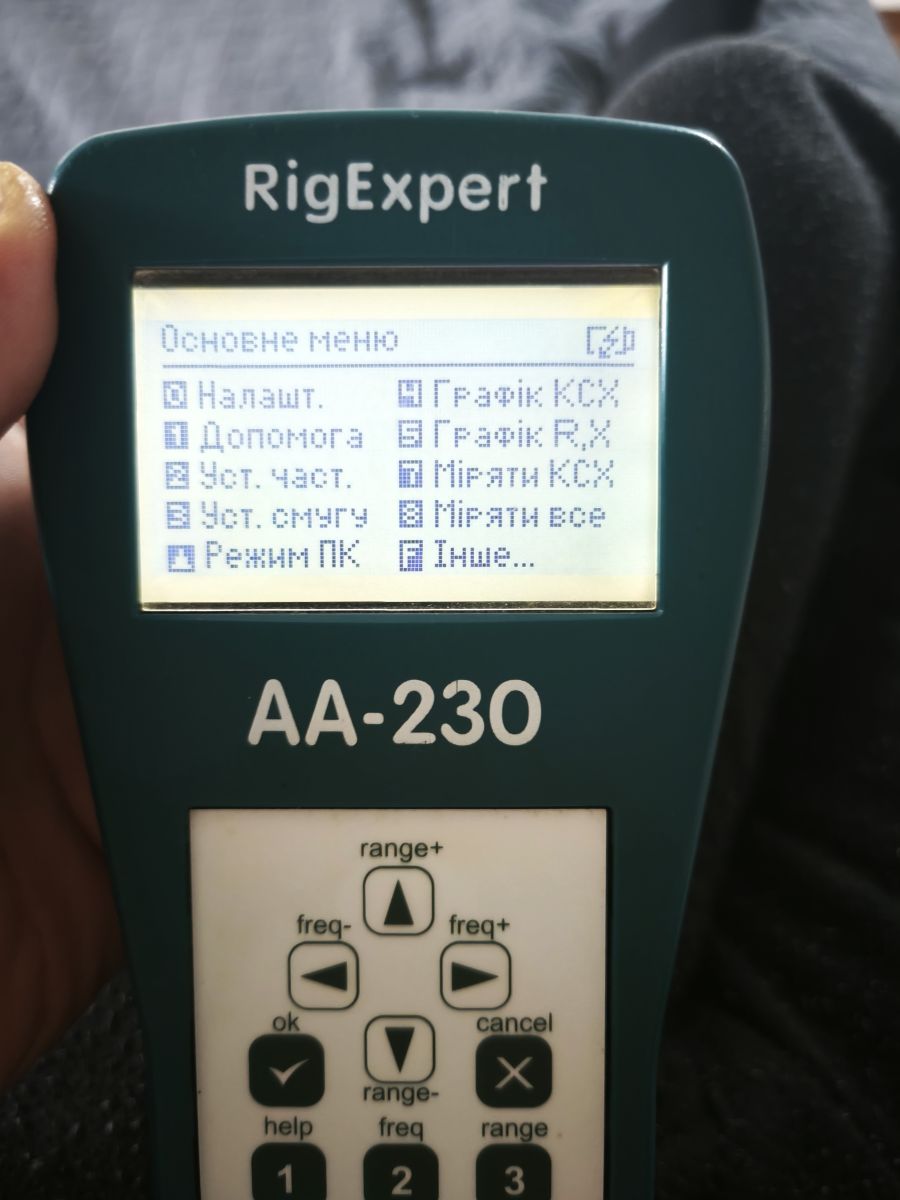 RigExpert
Основне меню
0 Налашт.
1 Допомога
2 Уст. част.
3 Уст. смугу
Режим ПК
4 Графік КСХ
5 Графік R,X
7 Міряти КСХ
8 Міряти все
F Інше...
AA-230
range+
freq- freq+
ok cancel
range-
help freq range
1 2 3